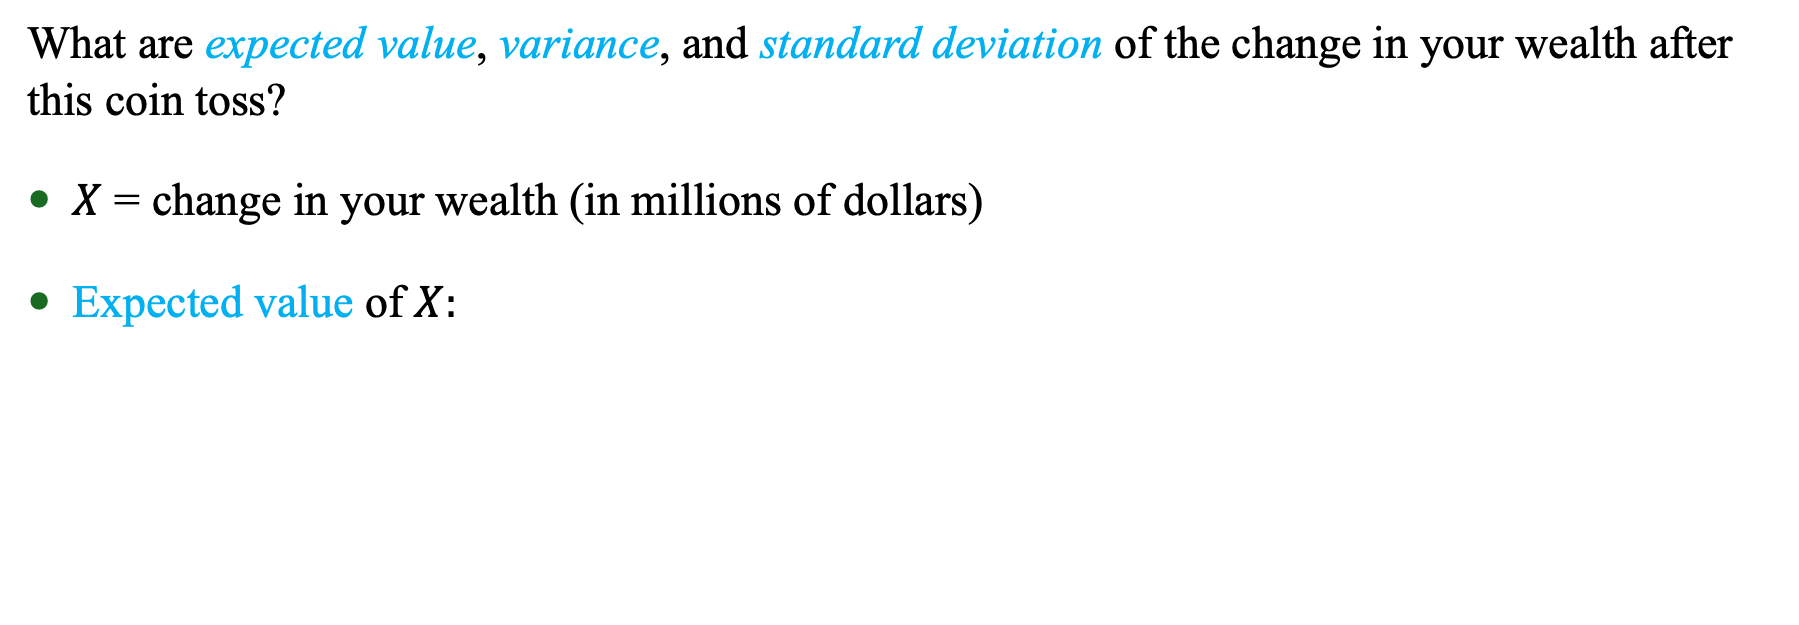 What are expected value, variance, and standard deviation of the change in your wealth after
this coin toss?
• X = change in your wealth (in millions of dollars)
• Expected value of X: